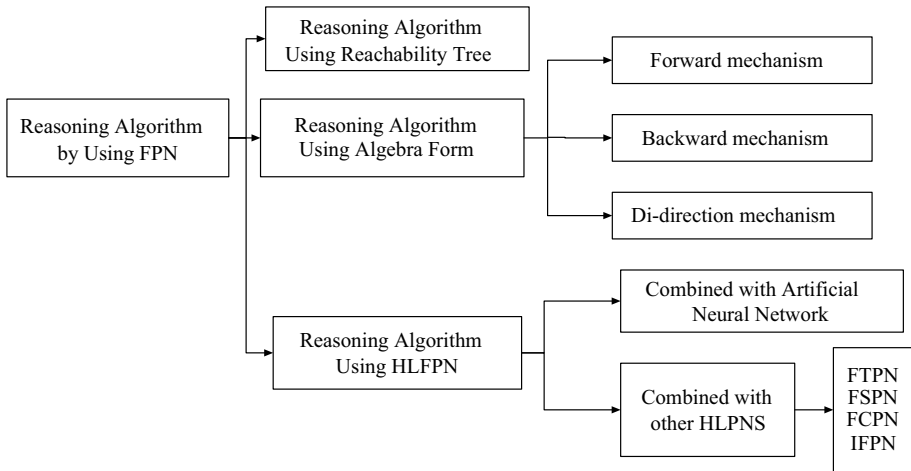 Reasoning Algorithm
Using Reachability Tree
Reasoning Algorithm
by Using FPN
Reasoning Algorithm
Using Algebra Form
Forward mechanism
Backward mechanism
Di-direction mechanism
Reasoning Algorithm
Using HLFPN
Combined with Artificial
Neural Network
Combined with
other HLPNS
FTPN
FSPN
FCPN
IFPN